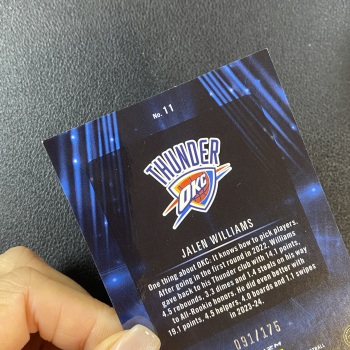 No. 11
THUNDER
OKC
JALEN WILLIAMS
One thing about OKC. It knows how to pick players.
After going in the first round in 2022, Williams
gave back to his Thunder club with 14.1 points,
4.5 rebounds, 3.3 dimes and 1.4 steals on his way
to All-Rookie honors. He did even better with
19.1 points, 4.5 helpers, 4.0 boards and 1.1 swipes
in 2023-24.
091/175